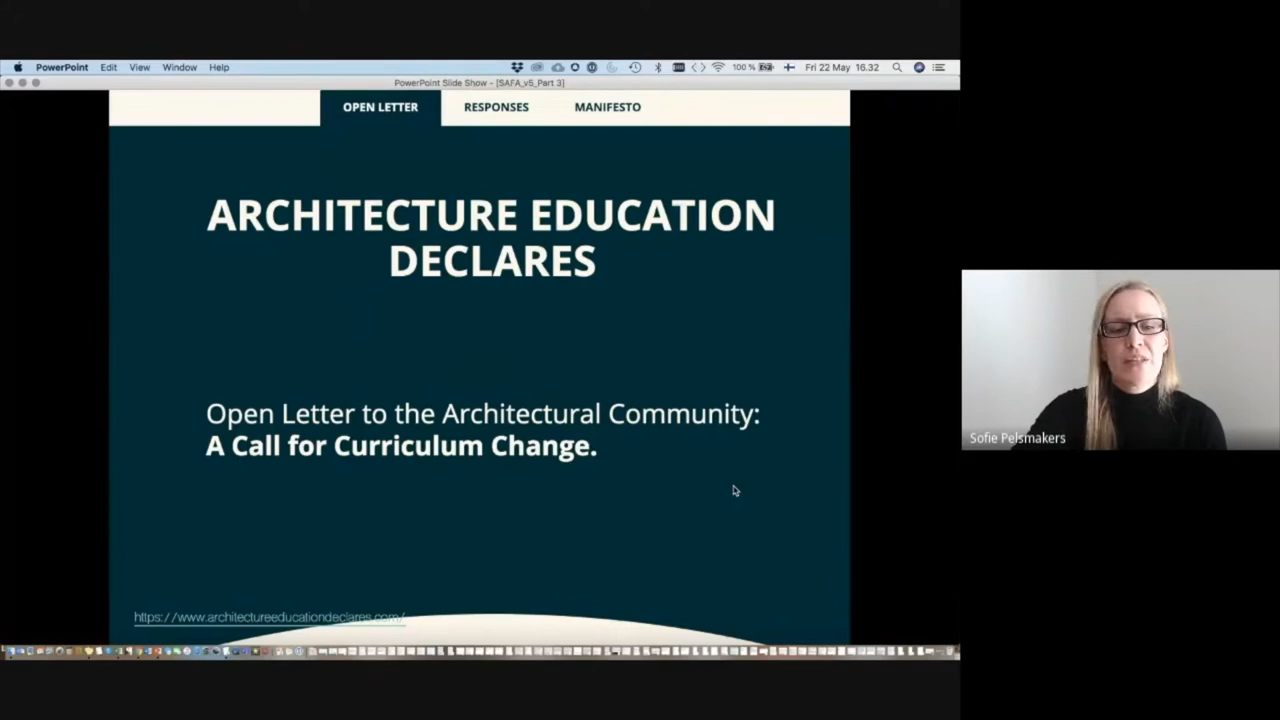 PowerPoint Edit View Window Help 100 % Fri 22 May 16.32
PowerPoint Slide Show - [SAFA_v5_Part 3]
OPEN LETTER RESPONSES MANIFESTO
ARCHITECTURE EDUCATION
DECLARES
Open Letter to the Architectural Community:
A Call for Curriculum Change.
https://www.architectureeducationdeclares.com/
Sofie Pelsmakers